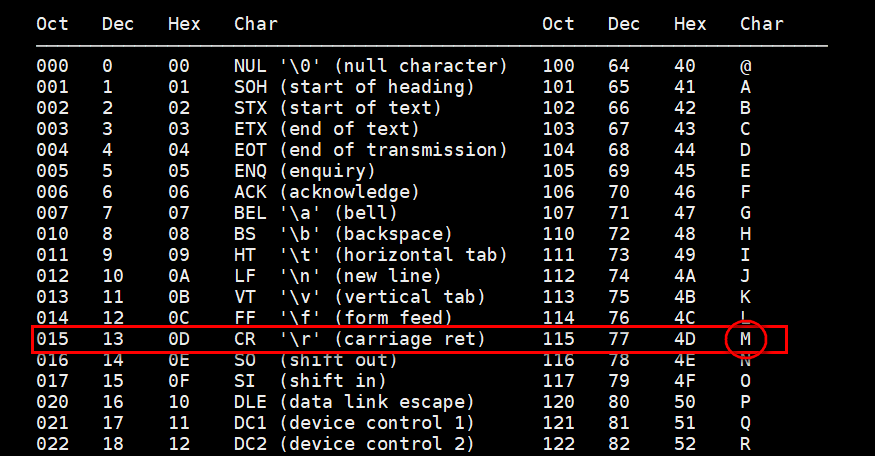 Oct   Dec   Hex   Char                        Oct   Dec   Hex   Char
000   0     00    NUL '\0' (null character)   100   64    40    @
001   1     01    SOH (start of heading)      101   65    41    A
002   2     02    STX (start of text)         102   66    42    B
003   3     03    ETX (end of text)           103   67    43    C
004   4     04    EOT (end of transmission)   104   68    44    D
005   5     05    ENQ (enquiry)               105   69    45    E
006   6     06    ACK (acknowledge)           106   70    46    F
007   7     07    BEL '\a' (bell)             107   71    47    G
010   8     08    BS  '\b' (backspace)        110   72    48    H
011   9     09    HT  '\t' (horizontal tab)   111   73    49    I
012   10    0A    LF  '\n' (new line)         112   74    4A    J
013   11    0B    VT  '\v' (vertical tab)     113   75    4B    K
014   12    0C    FF  '\f' (form feed)        114   76    4C    L
015   13    0D    CR  '\r' (carriage ret)     115   77    4D    M
016   14    0E    SO  (shift out)             116   78    4E    N
017   15    0F    SI  (shift in)              117   79    4F    O
020   16    10    DLE (data link escape)      120   80    50    P
021   17    11    DC1 (device control 1)      121   81    51    Q
022   18    12    DC2 (device control 2)      122   82    52    R